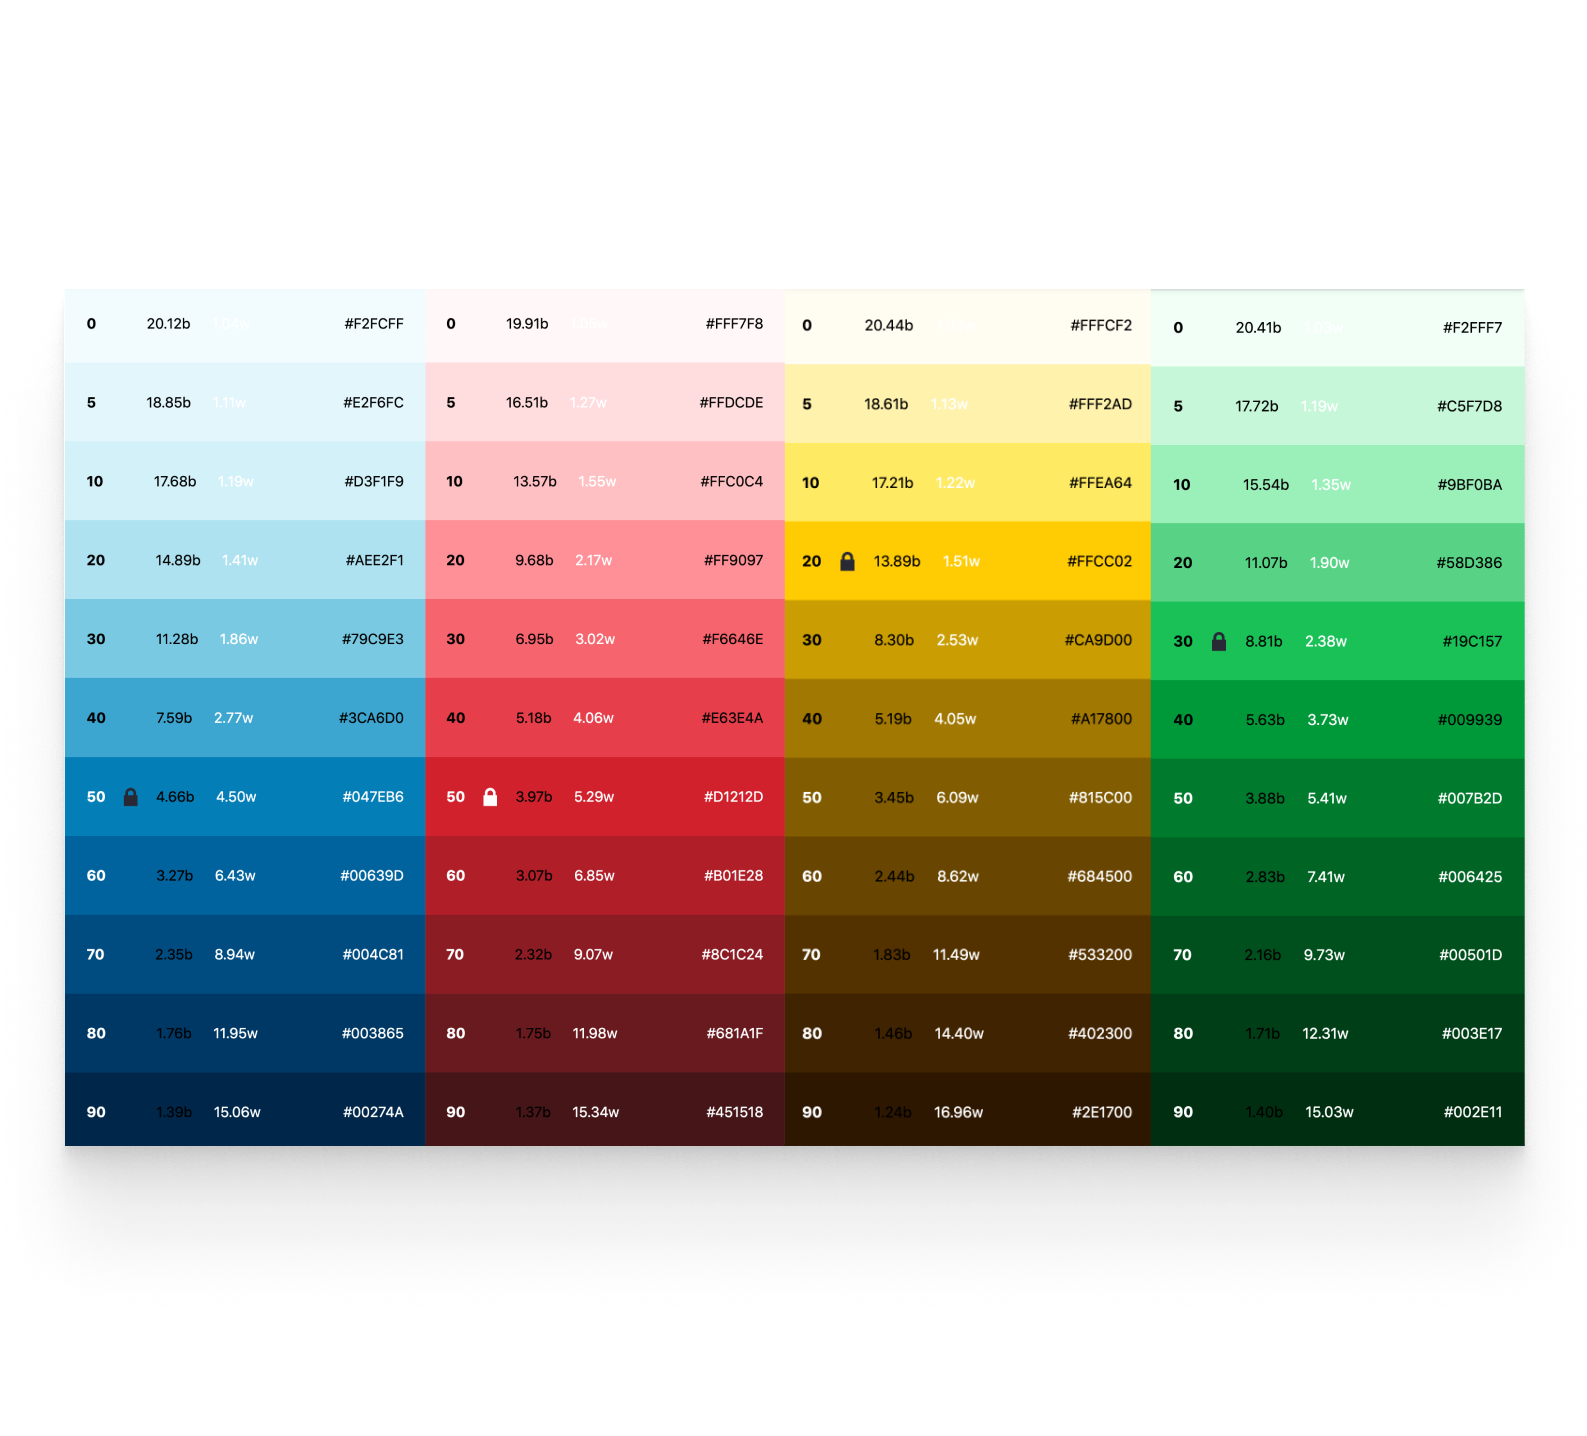 0 20.12b 1.04w #F2FCFF
5 18.85b 1.11w #E2F6FC
10 17.68b 1.19w #D3F1F9
20 14.89b 1.41w #AEE2F1
30 11.28b 1.86w #79C9E3
40 7.59b 2.77w #3CA6D0
50 4.66b 4.50w #047EB6
60 3.27b 6.43w #00639D
70 2.35b 8.94w #004C81
80 1.76b 11.95w #003865
90 1.39b 15.06w #00274A
0 19.91b #FFF7F8
5 16.51b 1.27w #FFDCDE
10 13.57b 1.55w #FFC0C4
20 9.68b 2.17w #FF9097
30 6.95b 3.02w #F6646E
40 5.18b 4.06w #E63E4A
50 3.97b 5.29w #D1212D
60 3.07b 6.85w #B01E28
70 2.32b 9.07w #8C1C24
80 1.75b 11.98w #681A1F
90 1.37b 15.34w #451518
0 20.44b #FFFCF2
5 18.61b 1.13w #FFF2AD
10 17.21b 1.22w #FFEA64
20 13.89b 1.51w #FFCC02
30 8.30b 2.53w #CA9D00
40 5.19b 4.05w #A17800
50 3.45b 6.09w #815C00
60 2.44b 8.62w #684500
70 1.83b 11.49w #533200
80 1.46b 14.40w #402300
90 1.24b 16.96w #2E1700
0 20.41b #F2FFF7
5 17.72b 1.19w #C5F7D8
10 15.54b 1.35w #9BF0BA
20 11.07b 1.90w #58D386
30 8.81b 2.38w #19C157
40 5.63b 3.73w #009939
50 3.88b 5.41w #007B2D
60 2.83b 7.41w #006425
70 2.16b 9.73w #00501D
80 1.71b 12.31w #003E17
90 1.40b 15.03w #002E11